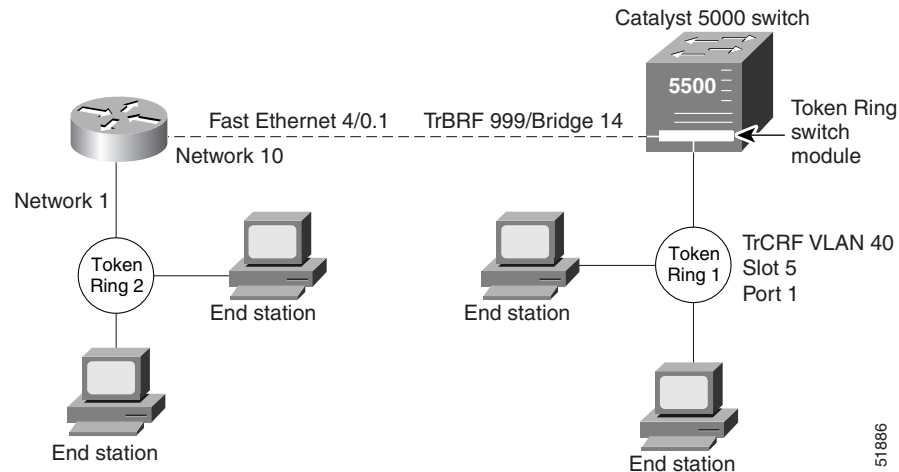 Catalyst 5000 switch
5500
Fast Ethernet 4/0.1
TrBRF 999/Bridge 14
Token Ring
switch
module
Network 10
Network 1
Token
Ring 2
End station
End station
Token
Ring 1
TrCRF VLAN 40
Slot 5
Port 1
End station
End station
51886